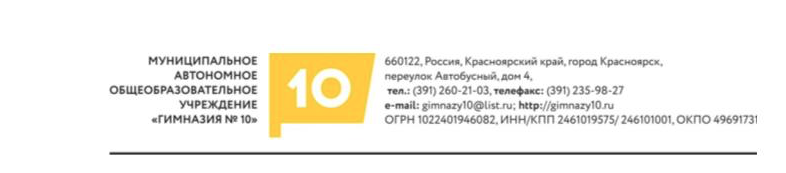 МУНИЦИПАЛЬНОЕ
АВТОНОМНОЕ
ОБЩЕОБРАЗОВАТЕЛЬНОЕ
УЧРЕЖДЕНИЕ
«ГИМНАЗИЯ № 10»
10
660122, Россия, Красноярский край, город Красноярск,
переулок Автобусный, дом 4,
тел.: (391) 260-21-03, телефакс: (391) 235-98-27
e-mail: gimnazy10@list.ru; http://gimnazy10.ru
ОГРН 1022401946082, ИНН/КПП 2461019575/ 246101001, ОКПО 49691731